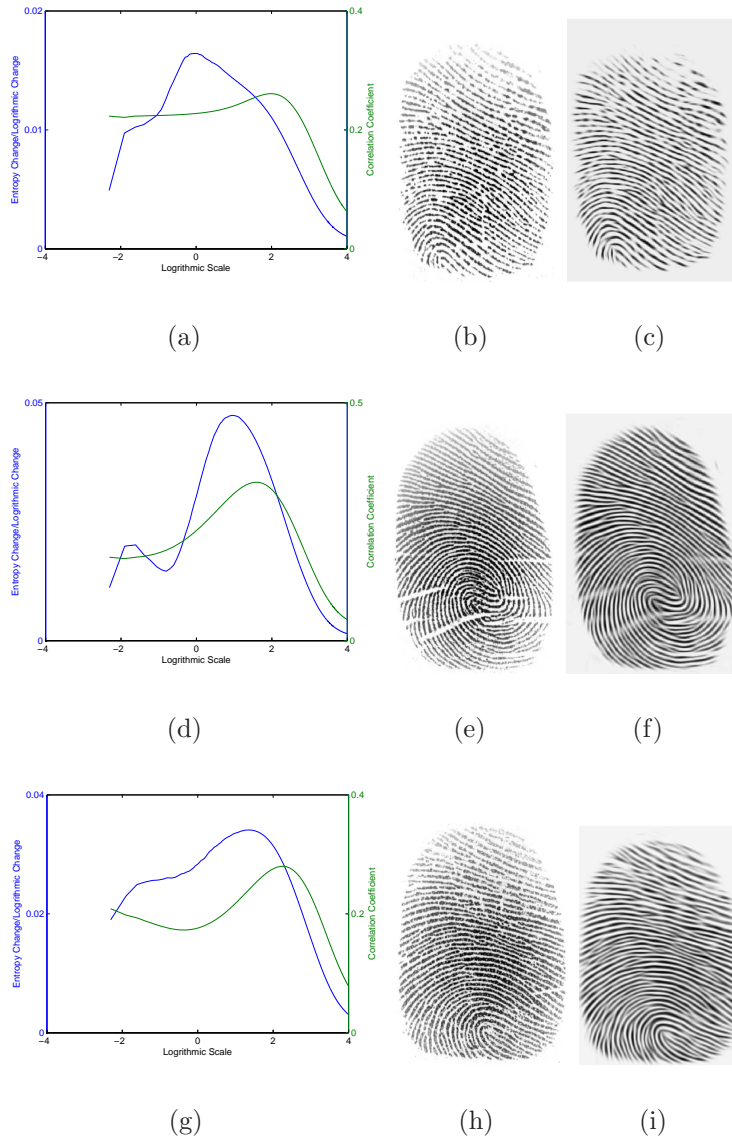 0.02
0.4
Entropy Change/Logrithmic Change
0.01
0.2
Correlation Coefficient
0
0
−4
−2
0
2
4
Logrithmic Scale
(a)
(b)
(c)
0.05
0.5
Entropy Change/Logrithmic Change
Correlation Coefficient
0
0
−4
−2
0
2
4
Logrithmic Scale
(d)
(e)
(f)
0.04
0.4
Entropy Change/Logrithmic Change
0.02
0.2
Correlation Coefficient
0
0
−4
−2
0
2
4
Logrithmic Scale
(g)
(h)
(i)